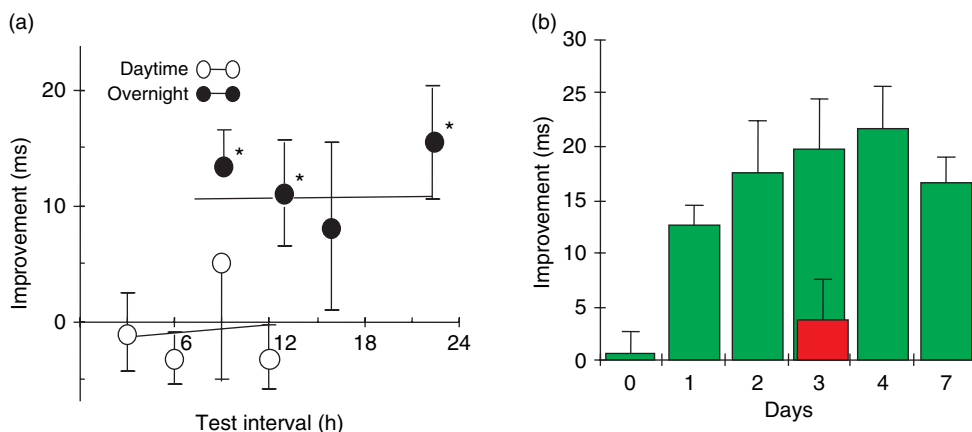 (a)
Improvement (ms)
20
10
0
Daytime
Overnight
*
*
*
6
12
18
24
Test interval (h)
(b)
Improvement (ms)
30
25
20
15
10
5
0
0 1 2 3 4 7
Days